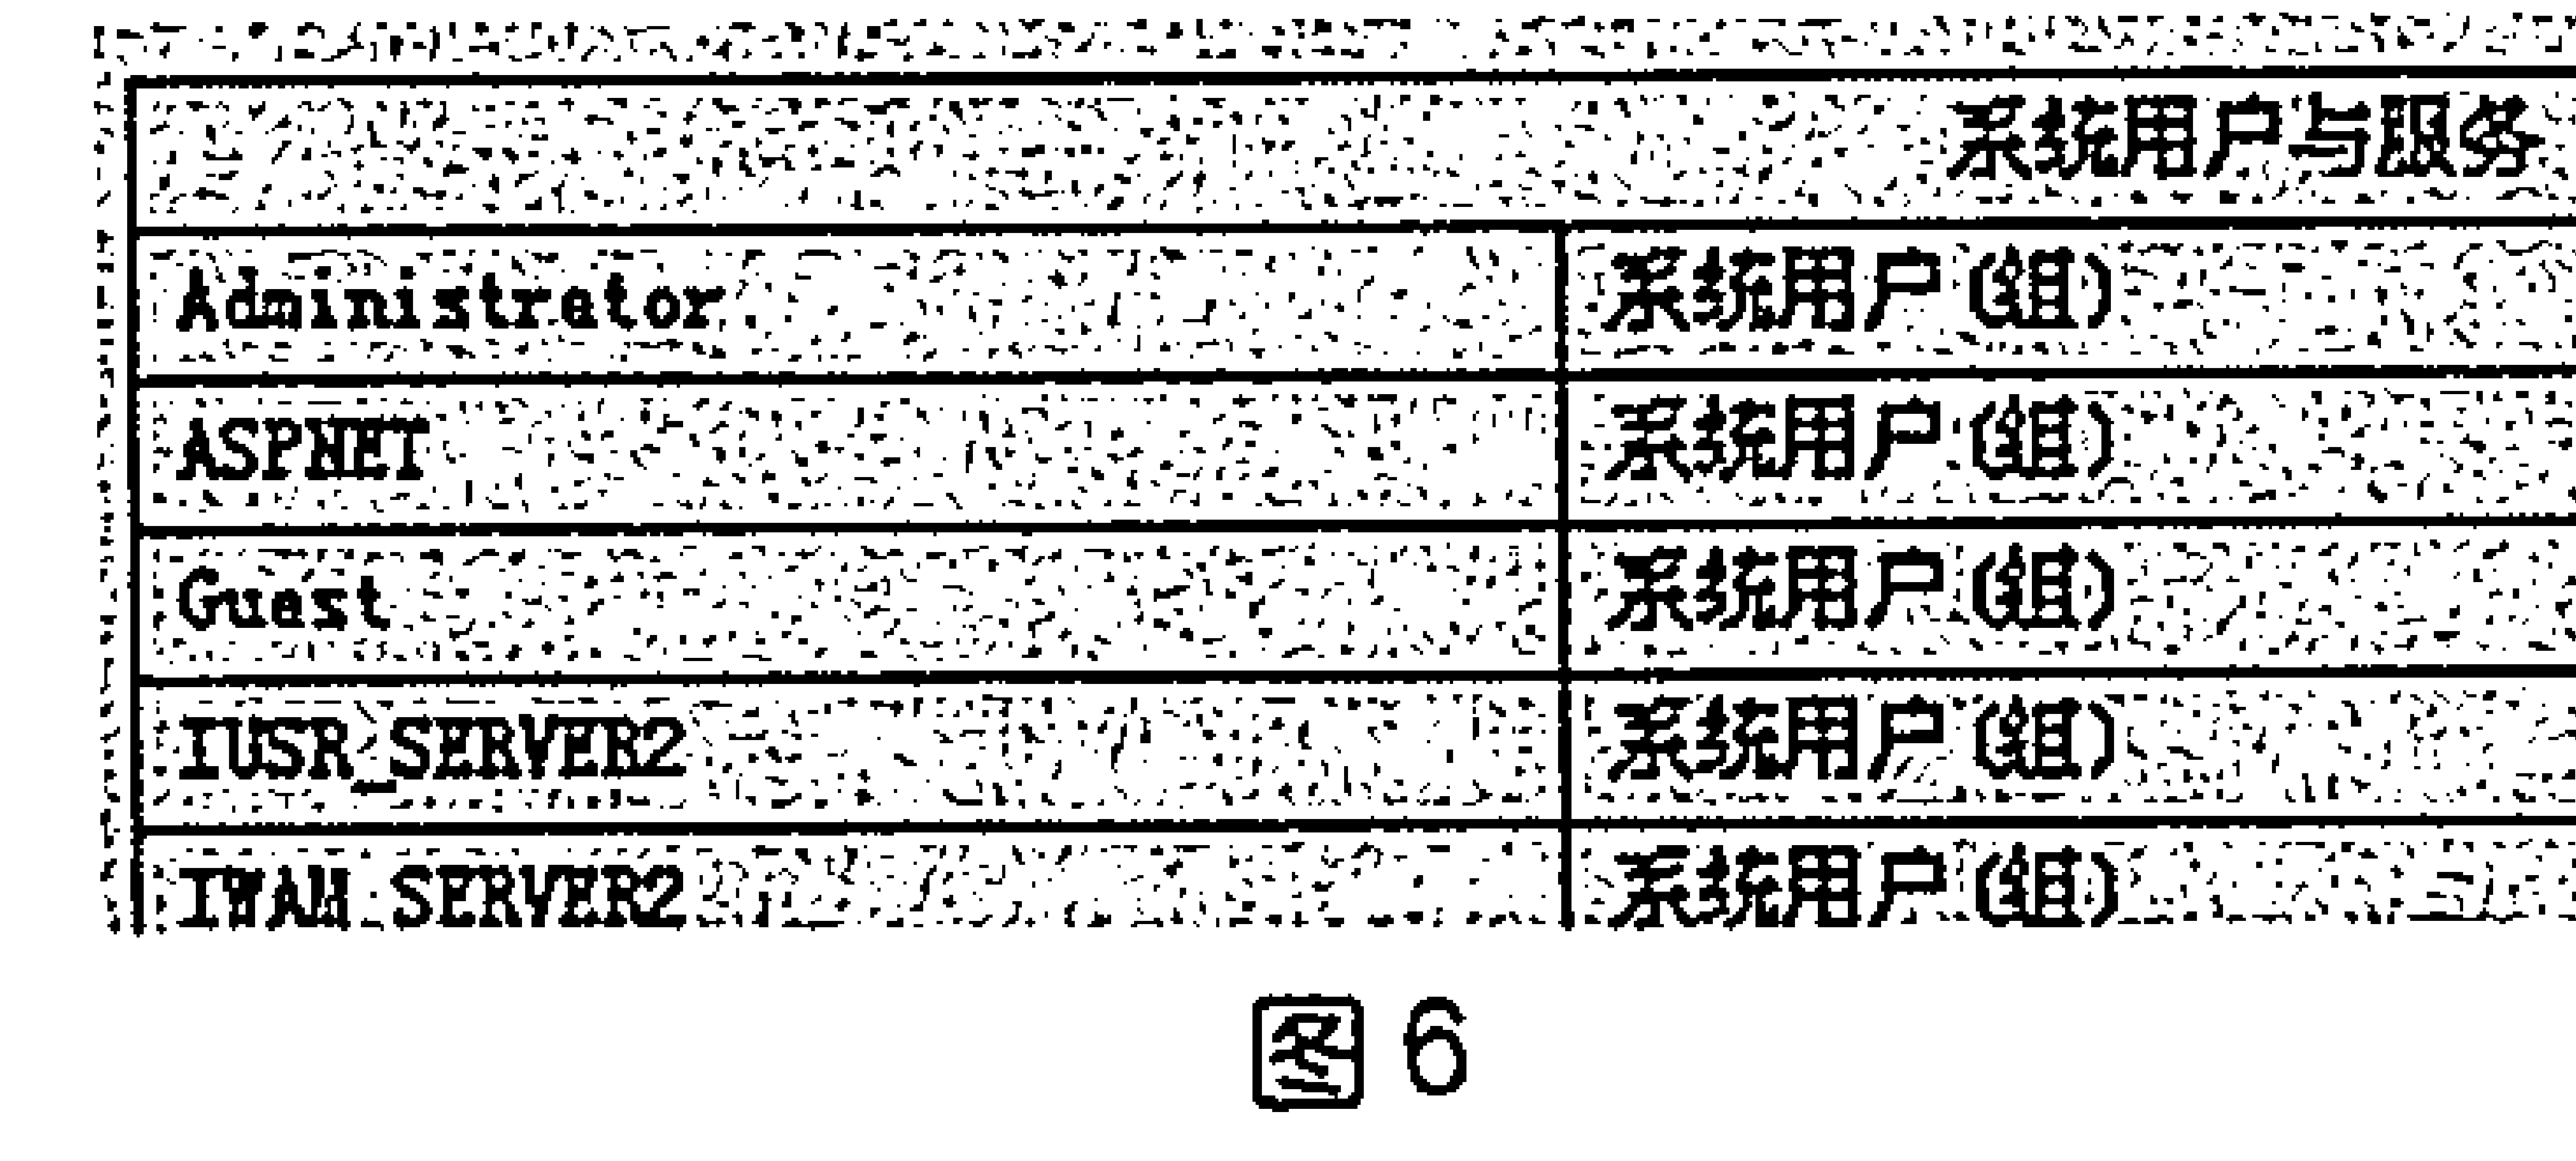 系统用户与服务
Administrator 系统用户(组)
ASPNET 系统用户(组)
Guest 系统用户(组)
IUSR_SERVER2 系统用户(组)
IWAM_SERVER2 系统用户(组)
图 6